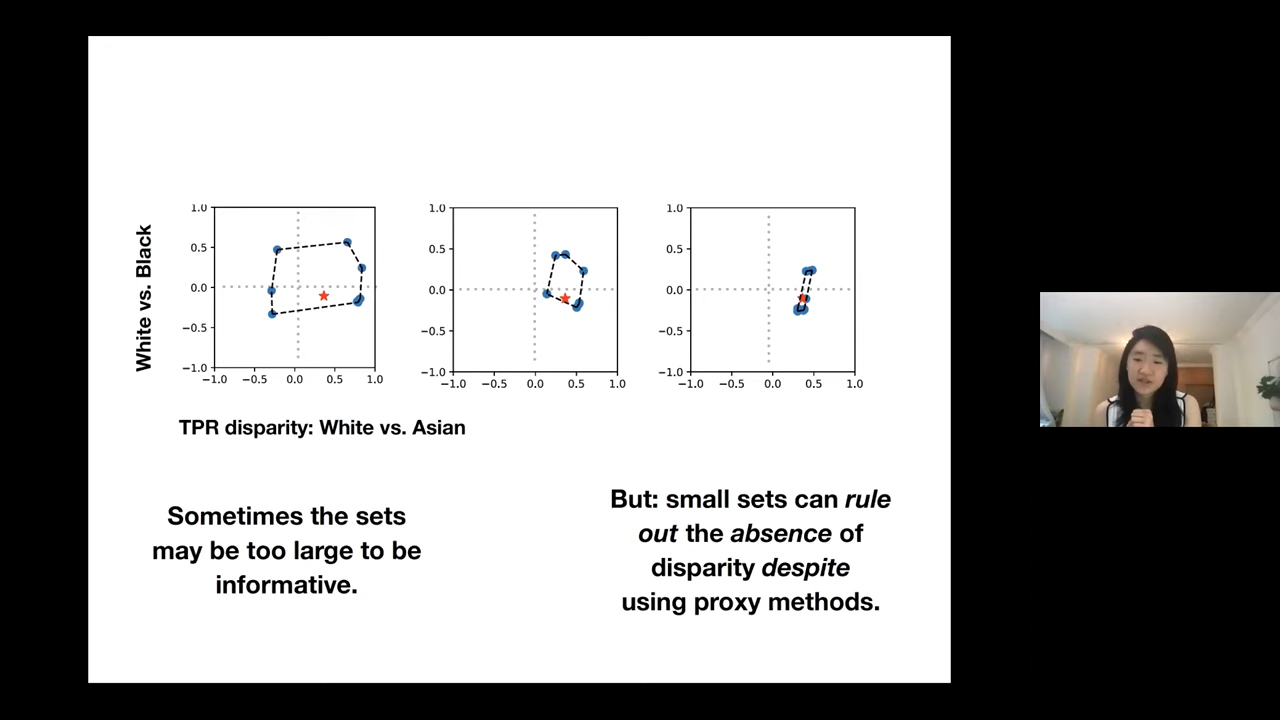 1.0
0.5
0.0
−0.5
−1.0
−1.0 −0.5 0.0 0.5 1.0
1.0
0.5
0.0
−0.5
−1.0
−1.0 −0.5 0.0 0.5 1.0
1.0
0.5
0.0
−0.5
−1.0
−1.0 −0.5 0.0 0.5 1.0
White vs. Black
TPR disparity: White vs. Asian
Sometimes the sets
may be too large to be
informative.
But: small sets can rule
out the absence of
disparity despite
using proxy methods.